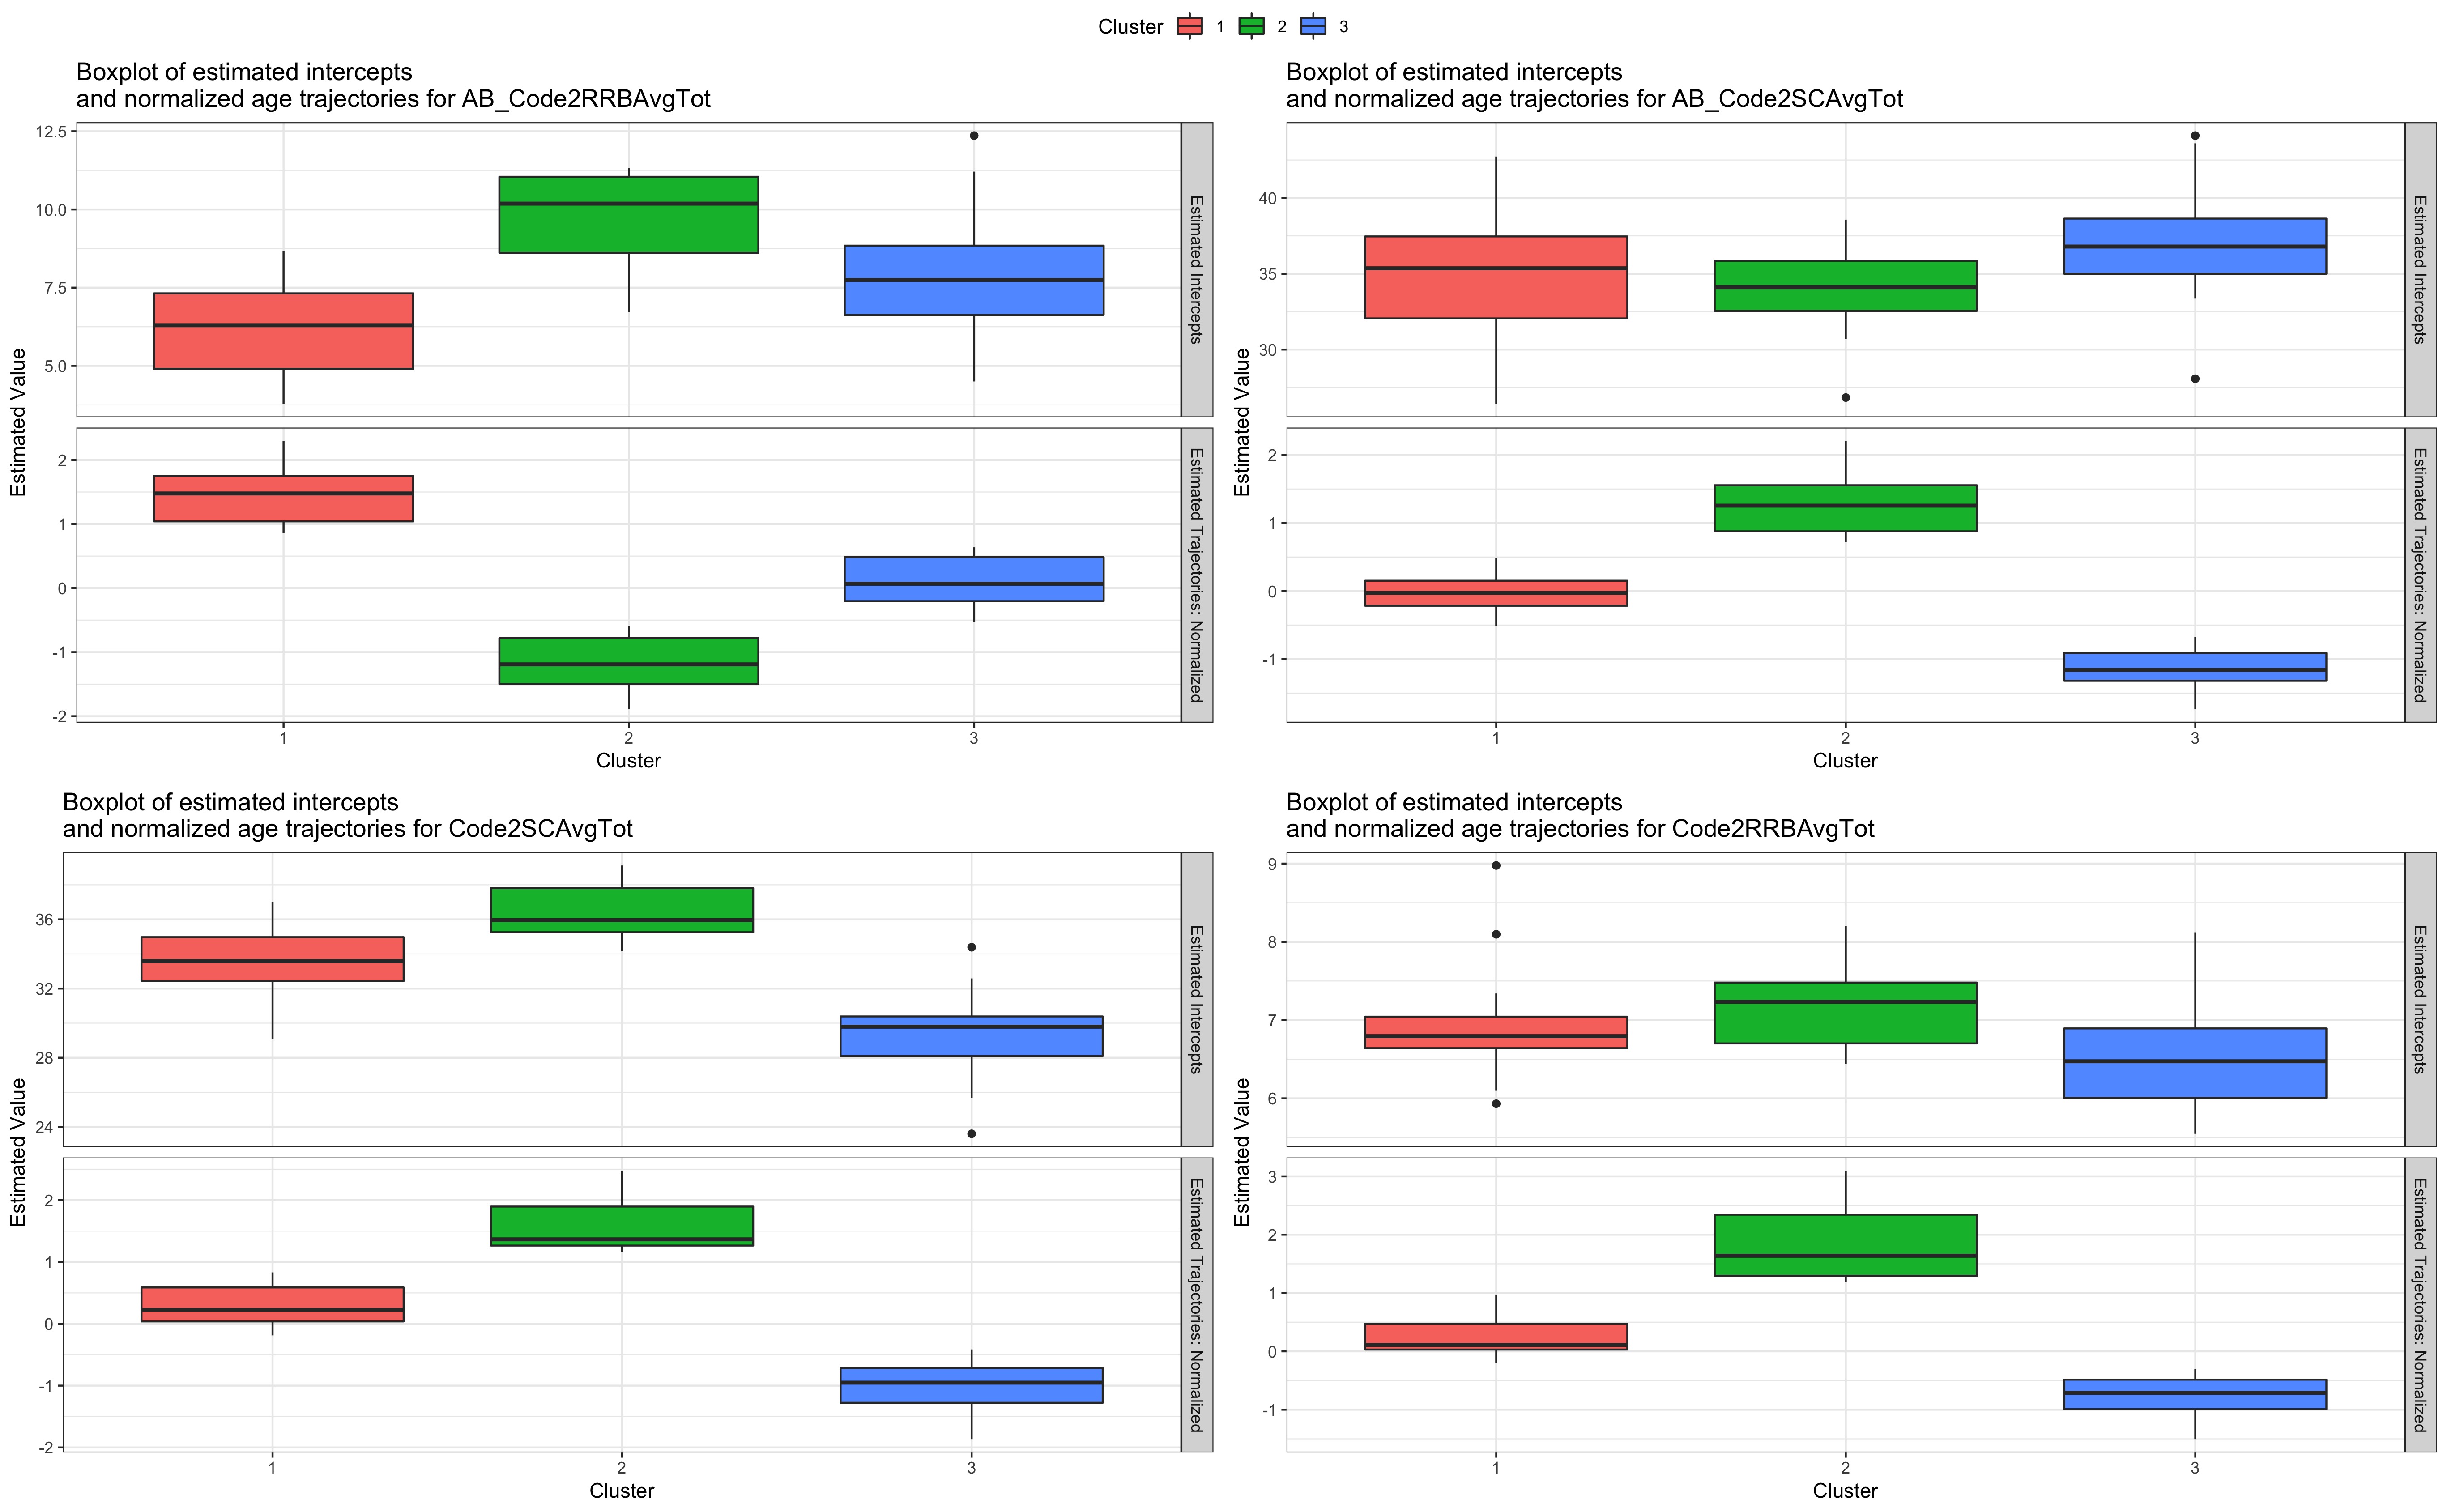 Cluster 1 2 3
Boxplot of estimated intercepts
and normalized age trajectories for AB_Code2RRBAvgTot
Estimated Value
12.5
10.0
7.5
5.0
Estimated Intercepts
2
1
0
-1
-2
Estimated Trajectories: Normalized
1 2 3
Cluster
Boxplot of estimated intercepts
and normalized age trajectories for AB_Code2SCAvgTot
Estimated Value
40
35
30
Estimated Intercepts
2
1
0
-1
Estimated Trajectories: Normalized
1 2 3
Cluster
Boxplot of estimated intercepts
and normalized age trajectories for Code2SCAvgTot
Estimated Value
36
32
28
24
Estimated Intercepts
2
1
0
-1
-2
Estimated Trajectories: Normalized
1 2 3
Cluster
Boxplot of estimated intercepts
and normalized age trajectories for Code2RRBAvgTot
Estimated Value
9
8
7
6
Estimated Intercepts
3
2
1
0
-1
Estimated Trajectories: Normalized
1 2 3
Cluster